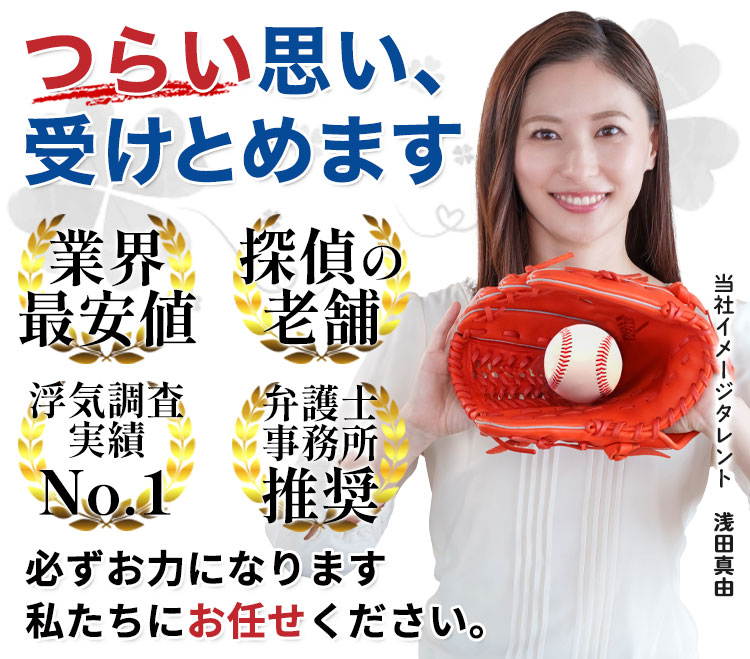 つらい思い、
受けとめます
業界
最安値
探偵の
老舗
浮気調査
実績
No.1
弁護士
事務所
推奨
当社イメージタレント 浅田真由
必ずお力になります
私たちにお任せください。